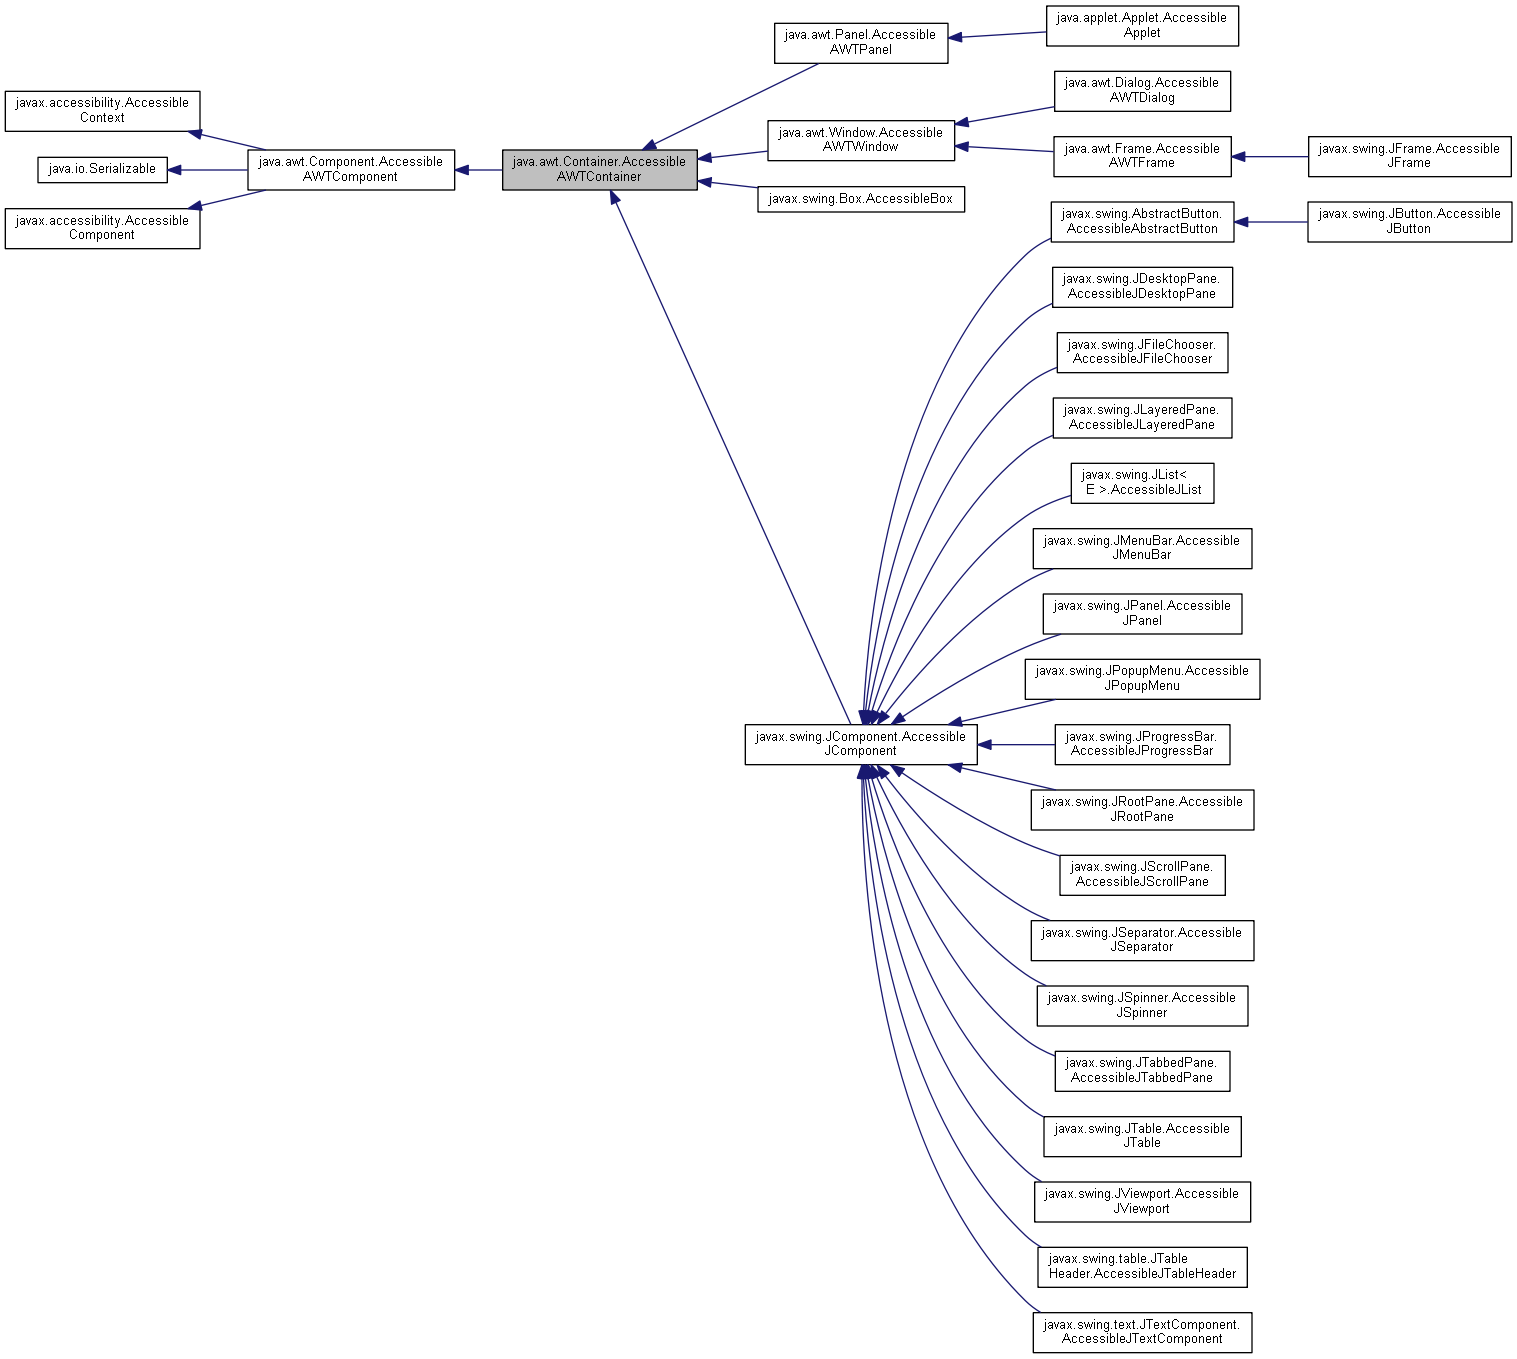 javax.accessibility.Accessible
Context
java.io.Serializable
javax.accessibility.Accessible
Component
java.awt.Component.Accessible
AWTComponent
java.awt.Container.Accessible
AWTContainer
java.awt.Panel.Accessible
AWTPanel
java.awt.Window.Accessible
AWTWindow
javax.swing.Box.AccessibleBox
javax.swing.JComponent.Accessible
JComponent
java.applet.Applet.Accessible
Applet
java.awt.Dialog.Accessible
AWTDialog
java.awt.Frame.Accessible
AWTFrame
javax.swing.JFrame.Accessible
JFrame
javax.swing.AbstractButton.
AccessibleAbstractButton
javax.swing.JButton.Accessible
JButton
javax.swing.JDesktopPane.
AccessibleJDesktopPane
javax.swing.JFileChooser.
AccessibleJFileChooser
javax.swing.JLayeredPane.
AccessibleJLayeredPane
javax.swing.JList<
E >.AccessibleJList
javax.swing.JMenuBar.Accessible
JMenuBar
javax.swing.JPanel.Accessible
JPanel
javax.swing.JPopupMenu.Accessible
JPopupMenu
javax.swing.JProgressBar.
AccessibleJProgressBar
javax.swing.JRootPane.Accessible
JRootPane
javax.swing.JScrollPane.
AccessibleJScrollPane
javax.swing.JSeparator.Accessible
JSeparator
javax.swing.JSpinner.Accessible
JSpinner
javax.swing.JTabbedPane.
AccessibleJTabbedPane
javax.swing.JTable.Accessible
JTable
javax.swing.JViewport.Accessible
JViewport
javax.swing.table.JTable
Header.AccessibleJTableHeader
javax.swing.text.JTextComponent.
AccessibleJTextComponent